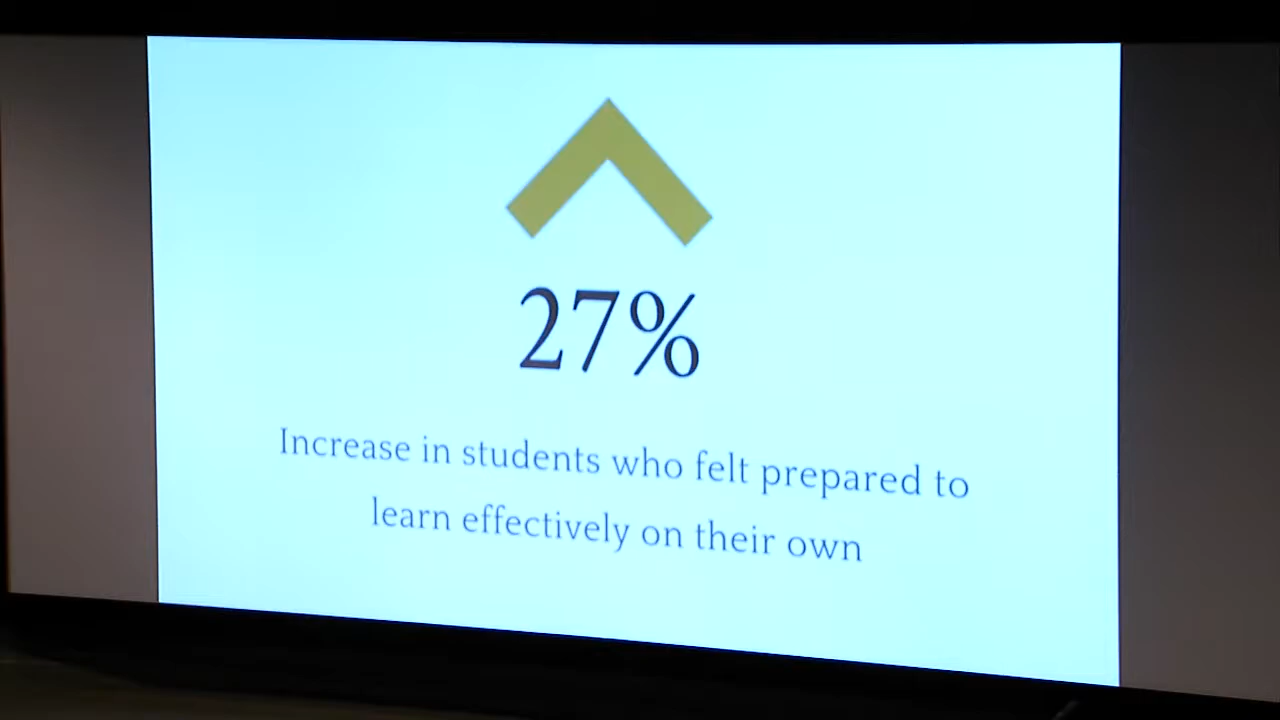 27%
Increase in students who felt prepared to
learn effectively on their own